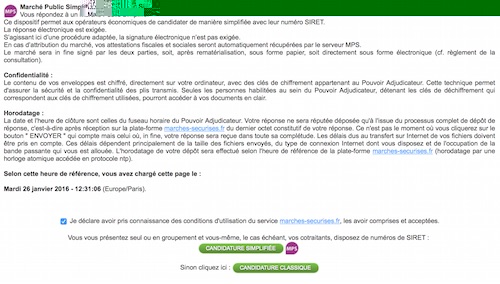 MPS
Marché Public Simplifié
Vous répondez à un
Ce dispositif permet aux opérateurs économiques de candidater de manière simplifiée avec leur numéro SIRET.
La réponse électronique est exigée.
S'agissant ici d'une procédure adaptée, la signature électronique n'est pas exigée.
En cas d'attribution du marché, vos attestations fiscales et sociales seront automatiquement récupérées par le serveur MPS.
Le marché sera in fine signé par les deux parties, soit, après rematérialisation, sous forme papier, soit directement sous forme électronique (cf. règlement de la
consultation).
Confidentialité :
Le contenu de vos enveloppes est chiffré, directement sur votre ordinateur, avec des clés de chiffrement appartenant au Pouvoir Adjudicateur. Cette technique permet
d'assurer la sécurité et la confidentialité des plis transmis. Seules les personnes habilitées au sein du Pouvoir Adjudicateur, détenant les clés de déchiffrement qui
correspondent aux clés de chiffrement utilisées, pourront accéder à vos documents en clair.
Horodatage :
La date et l'heure de clôture sont celles du fuseau horaire du Pouvoir Adjudicateur. Votre réponse ne sera réputée déposée qu'à l'issue du processus complet de dépôt de
réponse, c'est-à-dire après réception sur la plate-forme marches-securises.fr du dernier octet constitutif de votre réponse. Ce n'est pas le moment où vous cliquerez sur le
bouton " ENVOYER " qui compte mais celui où, in fine, votre réponse sera reçue dans toute sa complétude. Les délais dus au transfert sur Internet de vos fichiers doivent
être pris en compte. Ces délais dépendent principalement de la taille des fichiers envoyés, du type de connexion Internet dont vous disposez et de l'occupation de la
bande passante qui vous est allouée. L'horodatage de votre dépôt sera effectué selon l'heure de référence de la plate-forme marches-securises.fr (horodatage par une
horloge atomique accédée en protocole ntp).
Selon cette heure de référence, vous avez chargé cette page le :
Mardi 26 janvier 2016 - 12:31:06 (Europe/Paris).
Je déclare avoir pris connaissance des conditions d'utilisation du service marches-securises.fr, les avoir comprises et acceptées.
Vous vous présentez seul ou en groupement et vous-même, le cas échéant, vos cotraitants, disposez de numéros de SIRET :
CANDIDATURE SIMPLIFIÉE MPS
Sinon cliquez ici : CANDIDATURE CLASSIQUE